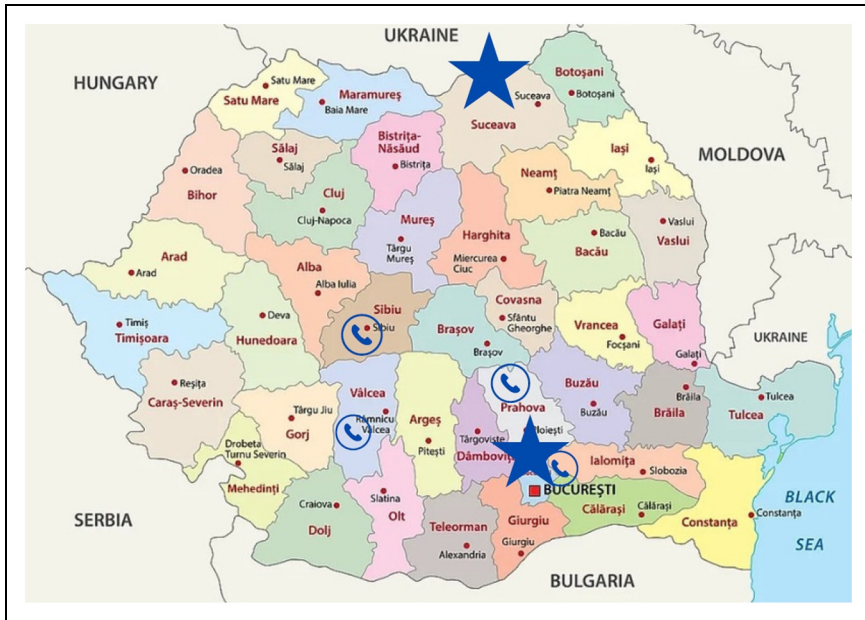 UKRAINE
HUNGARY
Satu Mare
Satu Mare
Maramureș
Baia Mare
Suceava
Suceava
Botoșani
Botoșani
MOLDOVA
Oradea
Bihor
Sălaj
Sălaj
Bistrița-
Năsăud
Bistrița
Cluj
Cluj-Napoca
Neamț
Piatra Neamț
Iași
Iași
Arad
Arad
Alba
Alba Iulia
Mureș
Târgu
Mureș
Harghita
Miercurea
Ciuc
Bacău
Bacău
Vaslui
Vaslui
Timiș
Timișoara
Deva
Hunedoara
Sibiu
Sibiu
Brașov
Brașov
Covasna
Sfântu
Gheorghe
Vrancea
Focșani
Galați
Galați
UKRAINE
Reșița
Caraș-Severin
Târgu Jiu
Gorj
Vâlcea
Râmnicu
Vâlcea
Argeș
Pitești
Prahova
Buzău
Buzău
Brăila
Brăila
Tulcea
Tulcea
Drobeta
Turnu Severin
Mehedinți
Târgoviște
Ialomița
Slobozia
BUCUREȘTI
Craiova
Dolj
Slatina
Olt
Teleorman
Alexandria
Giurgiu
Giurgiu
Călărași
Călărași
Constanța
Constanța
BLACK
SEA
SERBIA
BULGARIA